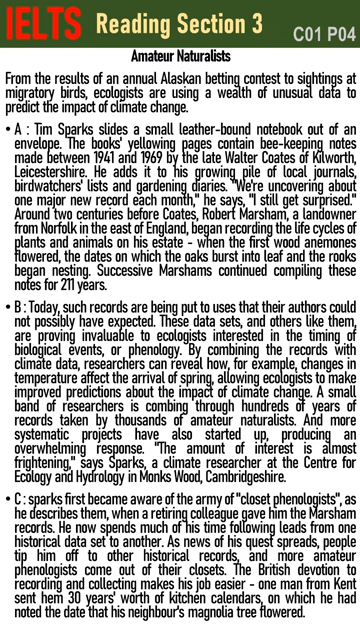 IELTS Reading Section 3 C01 P04
Amateur Naturalists
From the results of an annual Alaskan betting contest to sightings at
migratory birds, ecologists are using a wealth of unusual data to
predict the impact of climate change.
• A : Tim Sparks slides a small leather-bound notebook out of an
envelope. The books' yellowing pages contain bee-keeping notes
made between 1941 and 1969 by the late Walter Coates of Kilworth,
Leicestershire. He adds it to his growing pile of local journals,
birdwatchers' lists and gardening diaries. "We're uncovering about
one major new record each month," he says, "I still get surprised."
Around two centuries before Coates, Robert Marsham, a landowner
from Norfolk in the east of England, began recording the life cycles of
plants and animals on his estate - when the first wood anemones
flowered, the dates on which the oaks burst into leaf and the rooks
began nesting. Successive Marshams continued compiling these
notes for 211 years.
• B : Today, such records are being put to uses that their authors could
not possibly have expected. These data sets, and others like them,
are proving invaluable to ecologists interested in the timing of
biological events, or phenology. By combining the records with
climate data, researchers can reveal how, for example, changes in
temperature affect the arrival of spring, allowing ecologists to make
improved predictions about the impact of climate change. A small
band of researchers is combing through hundreds of years of
records taken by thousands of amateur naturalists. And more
systematic projects have also started up, producing an
overwhelming response. "The amount of interest is almost
frightening," says Sparks, a climate researcher at the Centre for
Ecology and Hydrology in Monks Wood, Cambridgeshire.
• C : sparks first became aware of the army of "closet phenologists", as
he describes them, when a retiring colleague gave him the Marsham
records. He now spends much of his time following leads from one
historical data set to another. As news of his quest spreads, people
tip him off to other historical records, and more amateur
phenologists come out of their closets. The British devotion to
recording and collecting makes his job easier - one man from Kent
sent hem 30 years' worth of kitchen calendars, on which he had
noted the date that his neighbour's magnolia tree flowered.